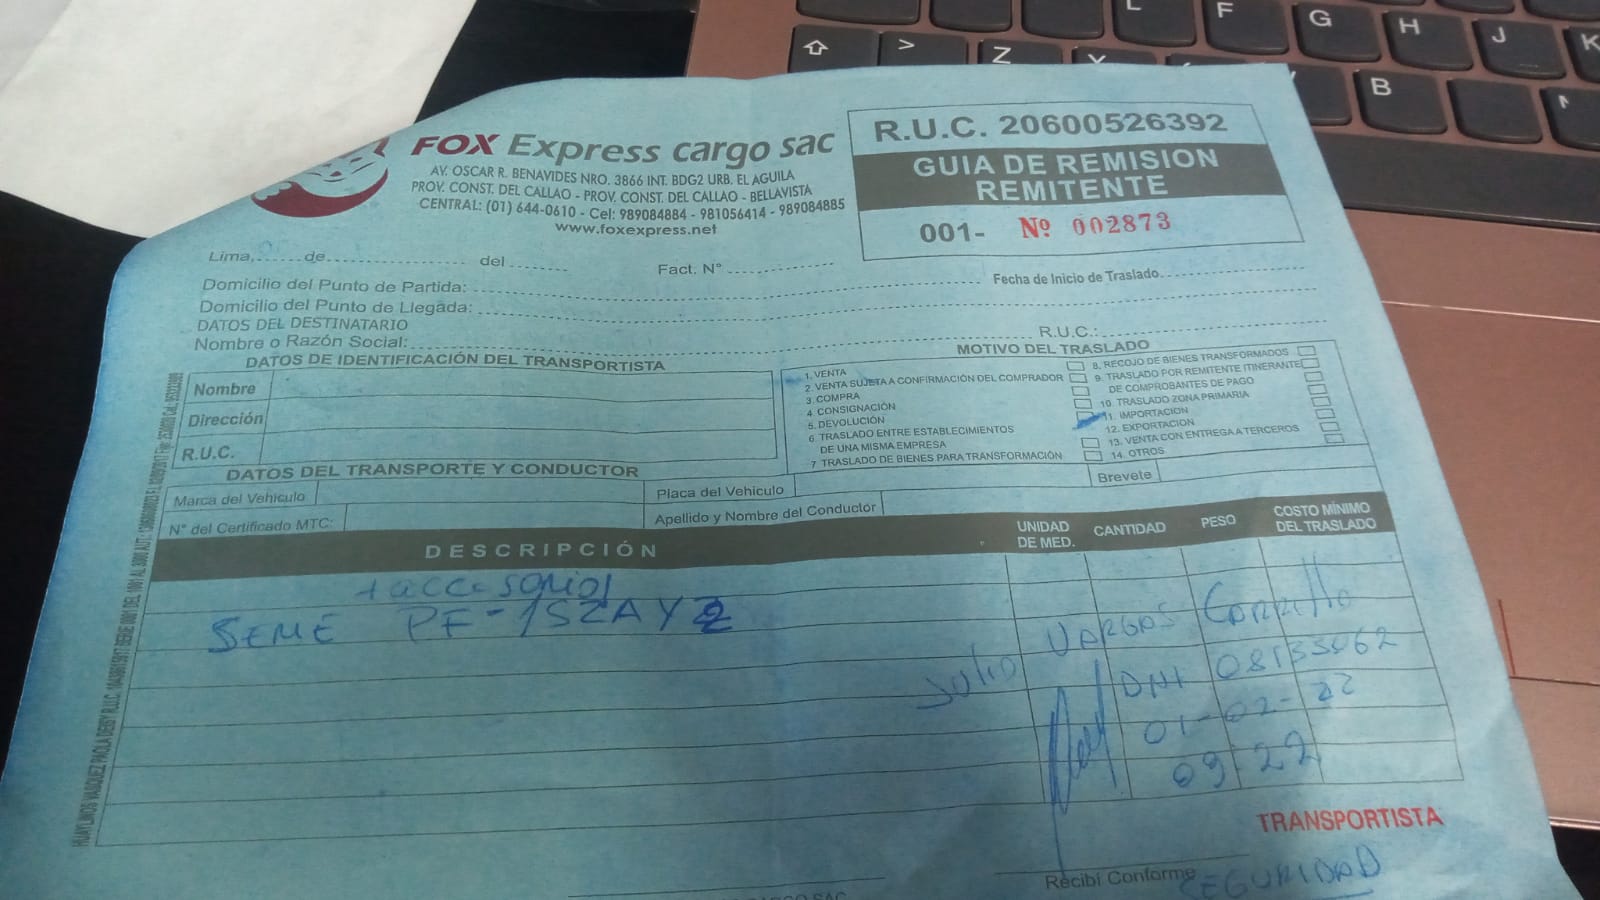 FOX Express cargo sac
AV. OSCAR R. BENAVIDES NRO. 3866 INT. BDG2 URB. EL AGUILA
PROV. CONST. DEL CALLAO - PROV. CONST. DEL CALLAO - BELLAVISTA
CENTRAL: (01) 644-0610 - Cel: 989084884 - 981056414 - 989084885
www.foxexpress.net
R.U.C. 20600526392
GUIA DE REMISION
REMITENTE
001- Nº 002873
Lima, de del Fact. N°
Fecha de Inicio de Traslado
Domicilio del Punto de Partida:
Domicilio del Punto de Llegada:
DATOS DEL DESTINATARIO
Nombre o Razón Social: R.U.C.:
DATOS DE IDENTIFICACIÓN DEL TRANSPORTISTA
Nombre
Dirección
R.U.C.
MOTIVO DEL TRASLADO
1. VENTA
2. VENTA SUJETA A CONFIRMACIÓN DEL COMPRADOR
3. COMPRA
4. CONSIGNACIÓN
5. DEVOLUCIÓN
6. TRASLADO ENTRE ESTABLECIMIENTOS
DE UNA MISMA EMPRESA
7 TRASLADO DE BIENES PARA TRANSFORMACIÓN
8. RECOJO DE BIENES TRANSFORMADOS
9. TRASLADO POR REMITENTE ITINERANTE
DE COMPROBANTES DE PAGO
10. TRASLADO ZONA PRIMARIA
11. IMPORTACION
12. EXPORTACION
13. VENTA CON ENTREGA A TERCEROS
14. OTROS
DATOS DEL TRANSPORTE Y CONDUCTOR
Marca del Vehículo
Placa del Vehículo
Brevete
N° del Certificado MTC:
Apellido y Nombre del Conductor
DESCRIPCIÓN
UNIDAD
DE MED.
CANTIDAD
PESO
COSTO MÍNIMO
DEL TRASLADO
+ accesorios
SEME PF-1SZAY2
Julio VARGAS
DNI
01-02-22
09:22
TRANSPORTISTA
Recibí Conforme
SEGURIDAD
F
G
H
J
K
>
Z
B